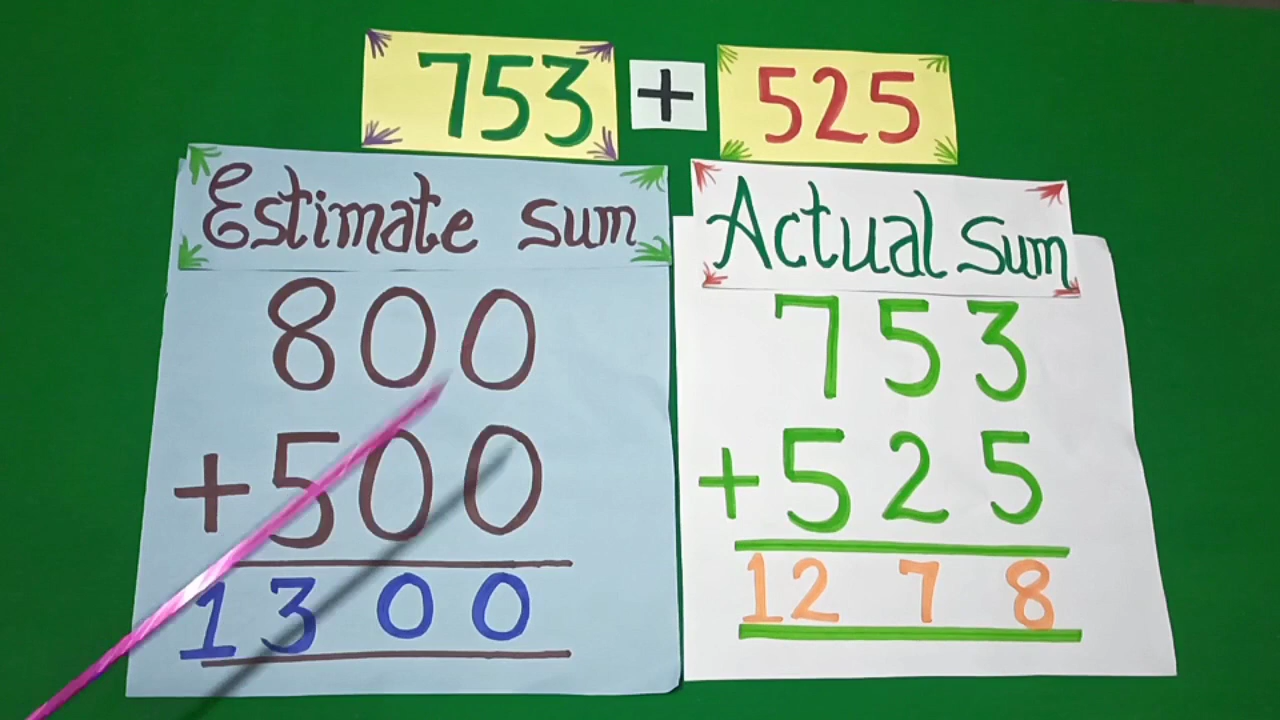 753 + 525
Estimate sum
800
+500
1300
Actual Sum
753
+525
1278